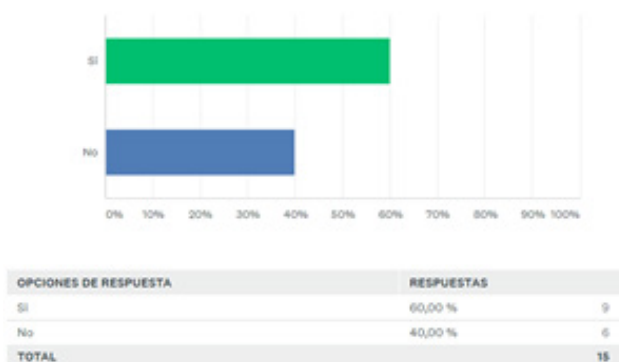 Sí
No
0% 10% 20% 30% 40% 50% 60% 70% 80% 90% 100%
OPCIONES DE RESPUESTA RESPUESTAS
Sí 60,00 % 9
No 40,00 % 6
TOTAL 15